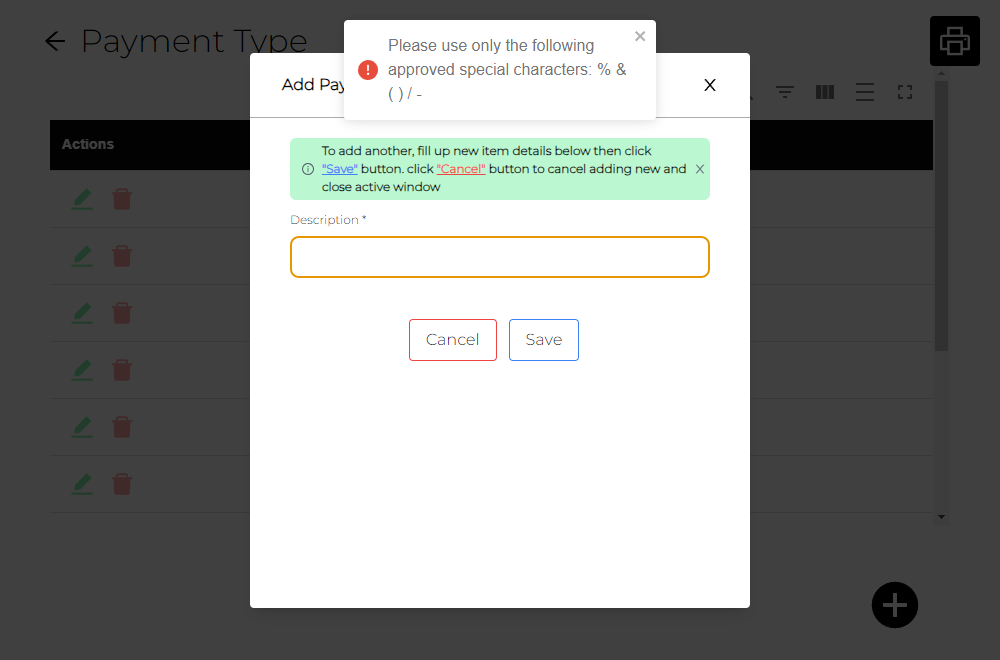 Payment Type
Please use only the following
approved special characters: % &
( ) / -
Add Pay
X
Actions
To add another, fill up new item details below then click
"Save" button. click "Cancel" button to cancel adding new and
close active window
Description *
Cancel
Save